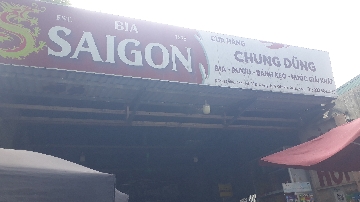 BIA
SAIGON
CỬA HÀNG
CHUNG DŨNG
BIA - RƯỢU - BÁNH KẸO - NƯỚC GIẢI KHÁT